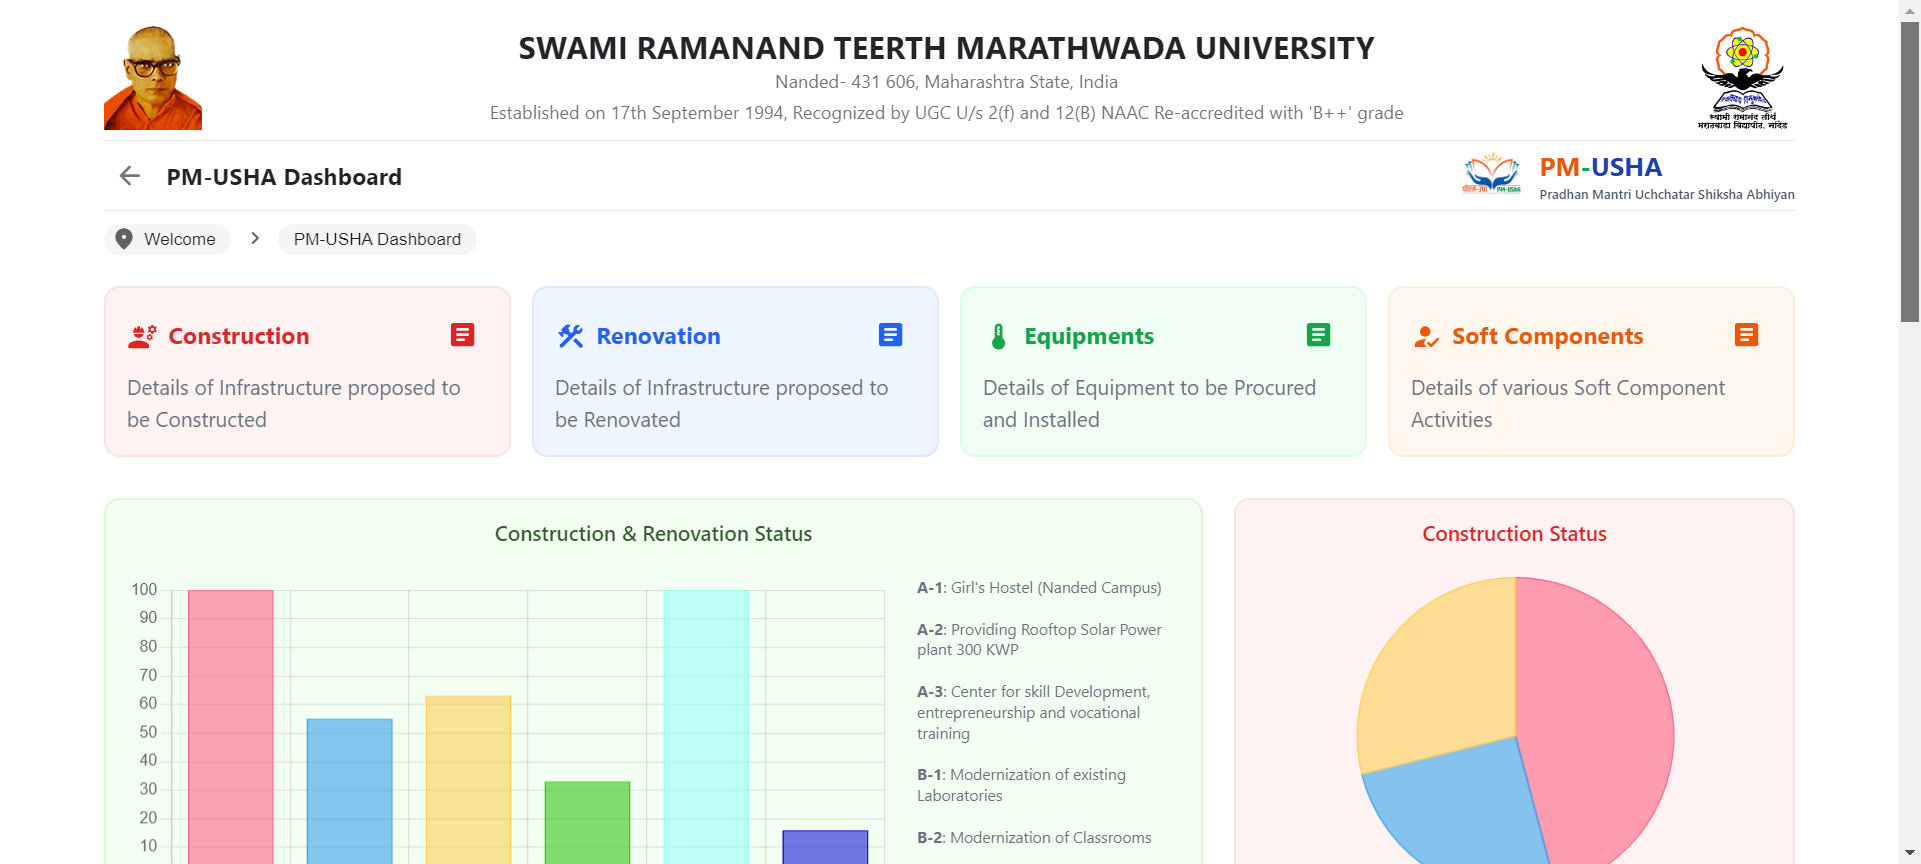 SWAMI RAMANAND TEERTH MARATHWADA UNIVERSITY
Nanded- 431 606, Maharashtra State, India
Established on 17th September 1994, Recognized by UGC U/s 2(f) and 12(B) NAAC Re-accredited with 'B++' grade
स्वामी रामानंद तीर्थ
मराठवाडा विद्यापीठ, नांदेड
PM-USHA Dashboard
PM-USHA
PM-USHA
Pradhan Mantri Uchchatar Shiksha Abhiyan
Welcome
PM-USHA Dashboard
Construction
Details of Infrastructure proposed to
be Constructed
Renovation
Details of Infrastructure proposed to
be Renovated
Equipments
Details of Equipment to be Procured
and Installed
Soft Components
Details of various Soft Component
Activities
Construction & Renovation Status
100
90
80
70
60
50
40
30
20
10
A-1: Girl's Hostel (Nanded Campus)
A-2: Providing Rooftop Solar Power
plant 300 KWP
A-3: Center for skill Development,
entrepreneurship and vocational
training
B-1: Modernization of existing
Laboratories
B-2: Modernization of Classrooms
Construction Status